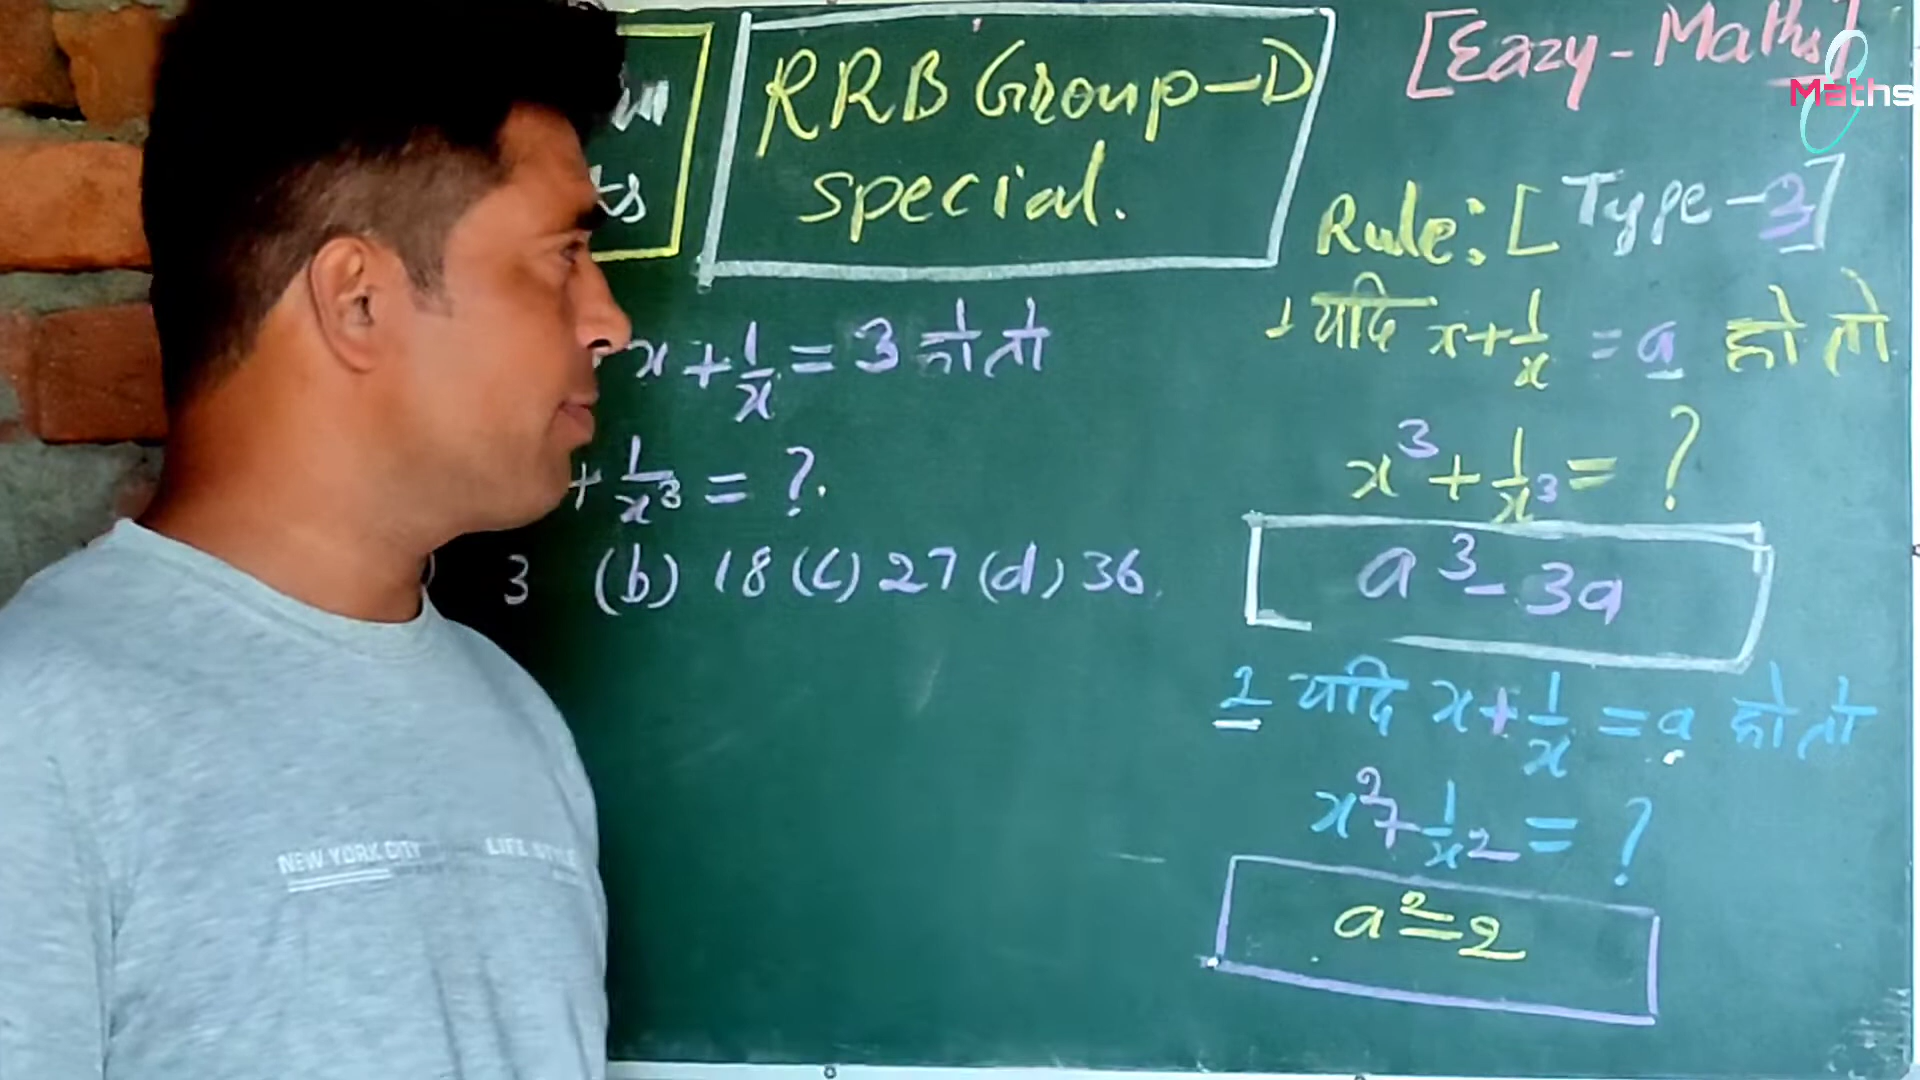 RRB Group-D
special.
[Eazy-Maths]
Maths
Rule: [Type-3]
x + 1/x = 3 हो तो
+ 1/x³ = ?.
3 (b) 18 (c) 27 (d) 36
1 यदि x + 1/x = a हो तो
x³ + 1/x³ = ?
a³ - 3a
2 यदि x + 1/x = a हो तो
x² + 1/x² = ?
a² - 2
NEW YORK CITY LIFE STYLE